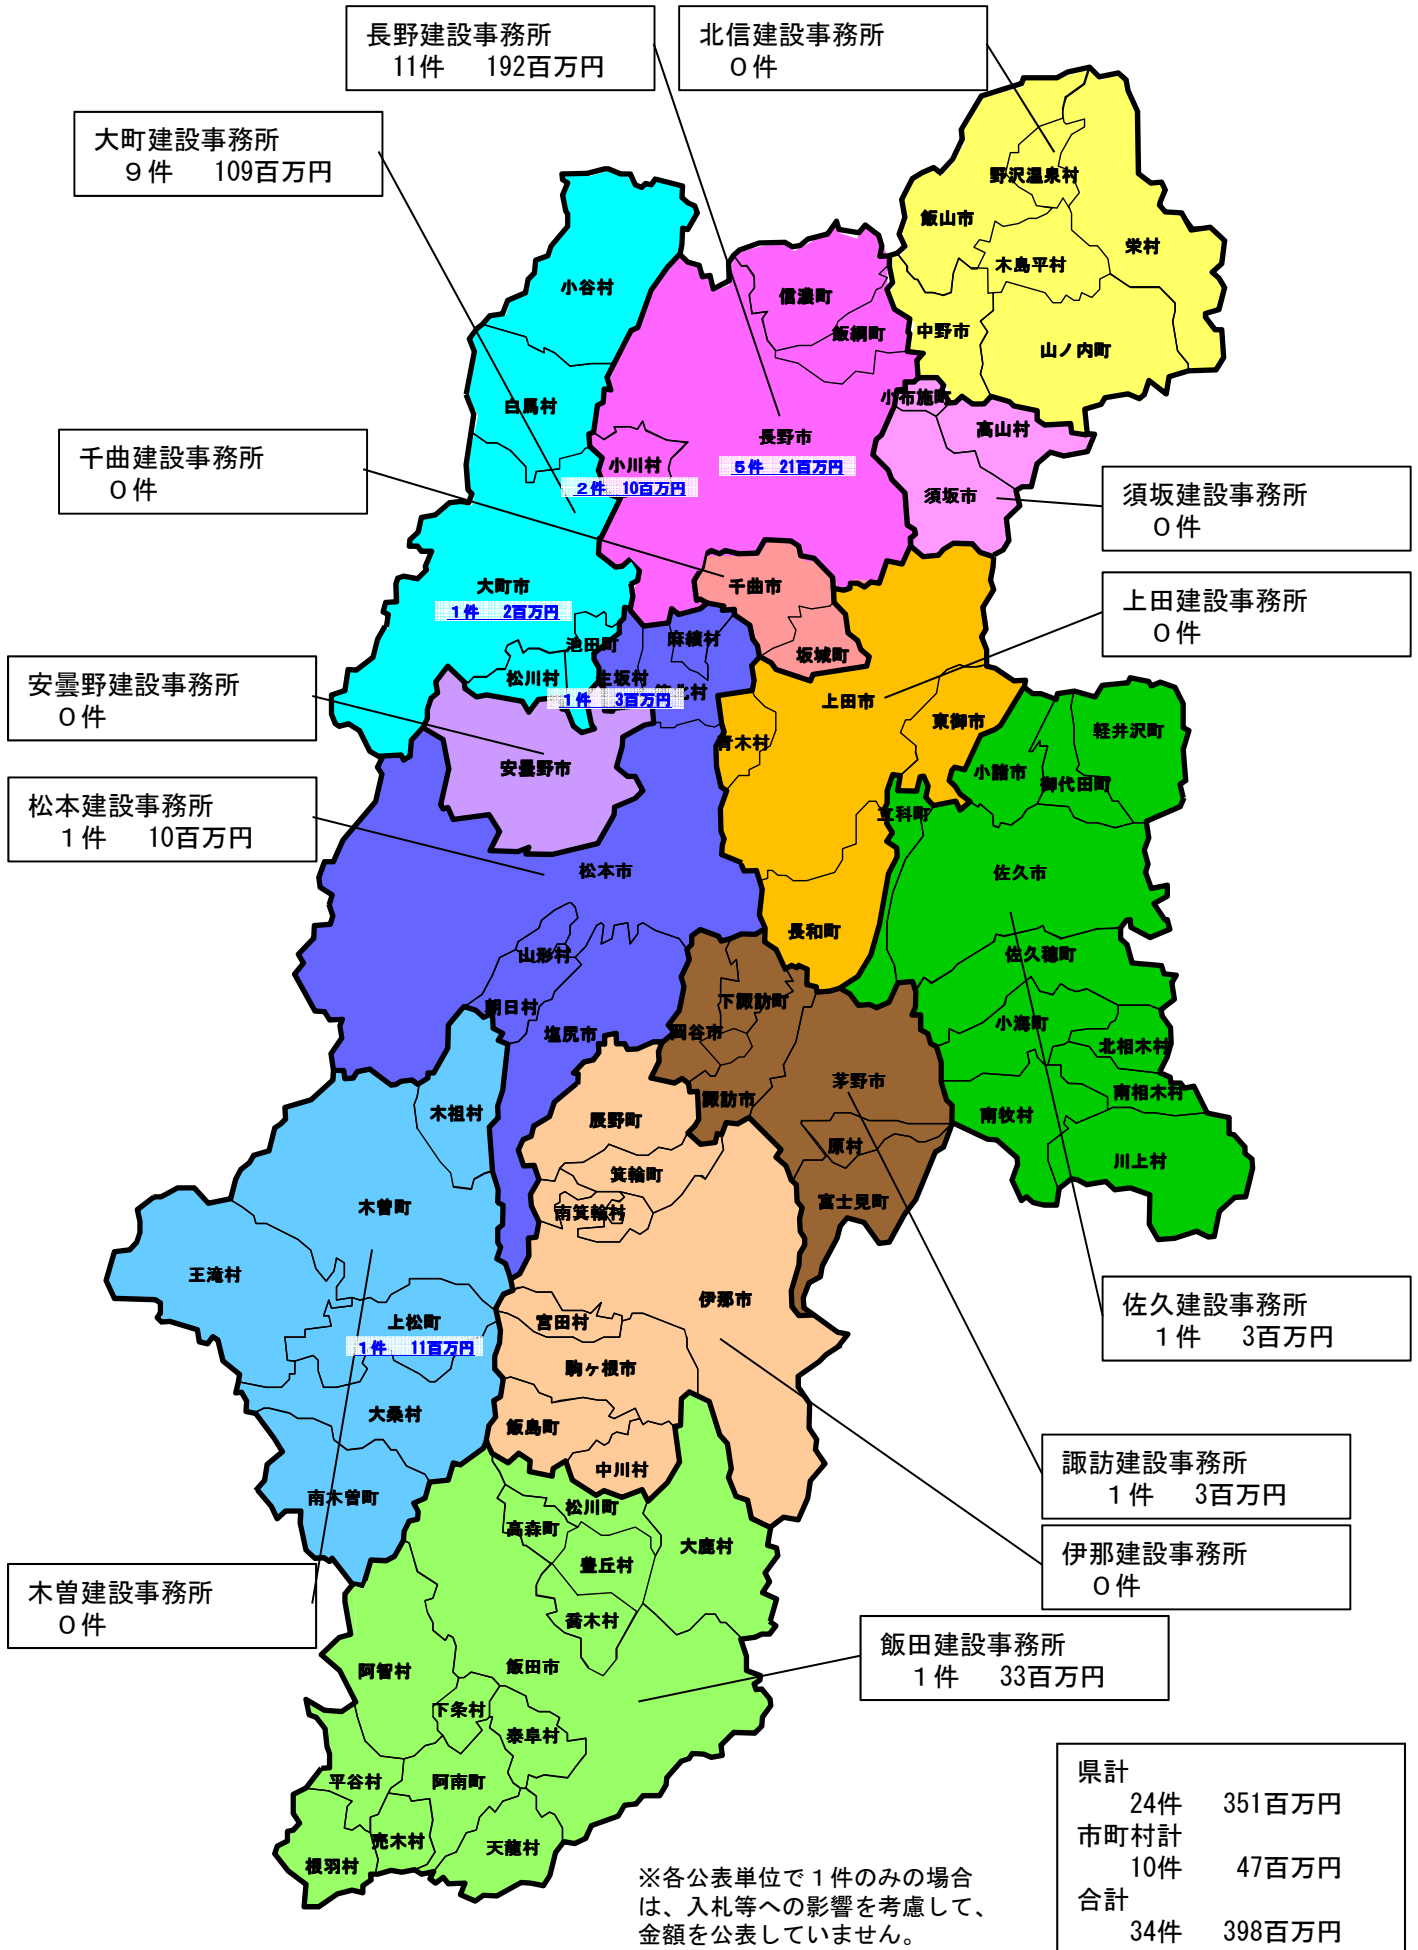 長野建設事務所
11件 192百万円
北信建設事務所
０件
大町建設事務所
９件 109百万円
野沢温泉村
飯山市
栄村
木島平村
小谷村
信濃町
飯綱町
中野市
山ノ内町
白馬村
小布施町
高山村
長野市
５件 21百万円
千曲建設事務所
０件
小川村
２件 10百万円
須坂市
須坂建設事務所
０件
大町市
１件 2百万円
千曲市
上田建設事務所
０件
池田町
麻績村
坂城町
安曇野建設事務所
０件
松川村
生坂村
北村
１件 3百万円
上田市
東御市
軽井沢町
青木村
安曇野市
小諸市
御代田町
松本建設事務所
１件 10百万円
立科町
松本市
佐久市
長和町
山形村
佐久穂町
朝日村
下諏訪町
塩尻市
岡谷市
小海町
北相木村
茅野市
諏訪市
南相木村
木祖村
辰野町
南牧村
原村
川上村
箕輪町
木曽町
南箕輪村
富士見町
王滝村
伊那市
上松町
１件 11百万円
宮田村
佐久建設事務所
１件 3百万円
駒ヶ根市
大桑村
飯島町
中川村
諏訪建設事務所
１件 3百万円
南木曽町
松川町
高森町
大鹿村
豊丘村
伊那建設事務所
０件
木曽建設事務所
０件
喬木村
飯田建設事務所
１件 33百万円
阿智村
飯田市
下条村
泰阜村
平谷村
阿南町
売木村
天龍村
根羽村
県計
24件 351百万円
市町村計
10件 47百万円
合計
34件 398百万円
※各公表単位で１件のみの場合
は、入札等への影響を考慮して、
金額を公表していません。